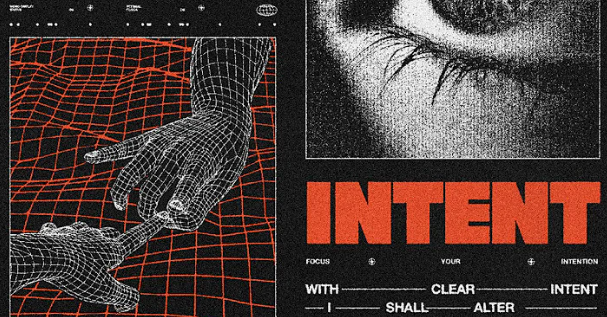 INTENT
FOCUS YOUR INTENTION
WITH CLEAR INTENT
I SHALL ALTER